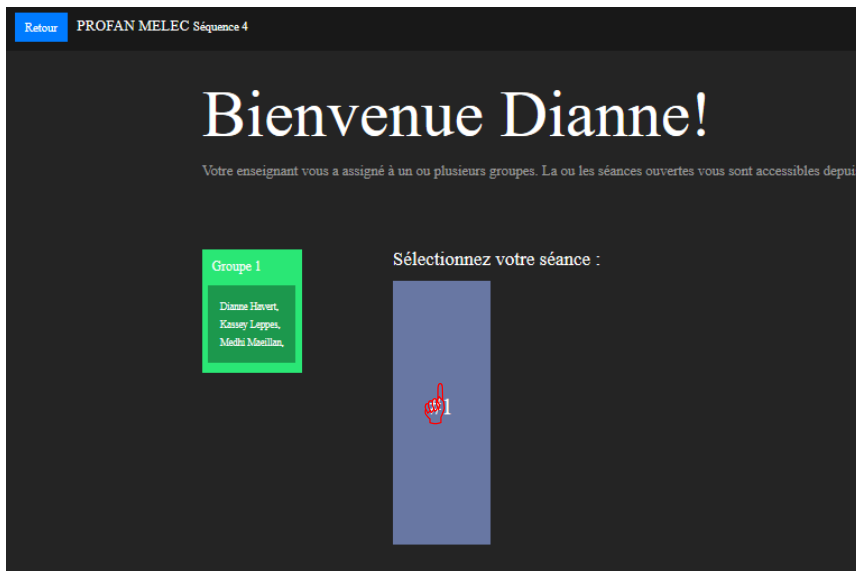 Retour PROFAN MELEC Séquence 4
Bienvenue Dianne!
Votre enseignant vous a assigné à un ou plusieurs groupes. La ou les séances ouvertes vous sont accessibles depui
Groupe 1
Dianne Havert,
Kassey Leppes,
Medhi Maeillan,
Sélectionnez votre séance :
#1